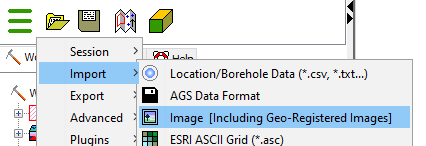 Session
Help
W
Import
Location/Borehole Data (*.csv, *.txt...)
Export
AGS Data Format
Advanced
Image [Including Geo-Registered Images]
Plugins
ESRI ASCII Grid (*.asc)